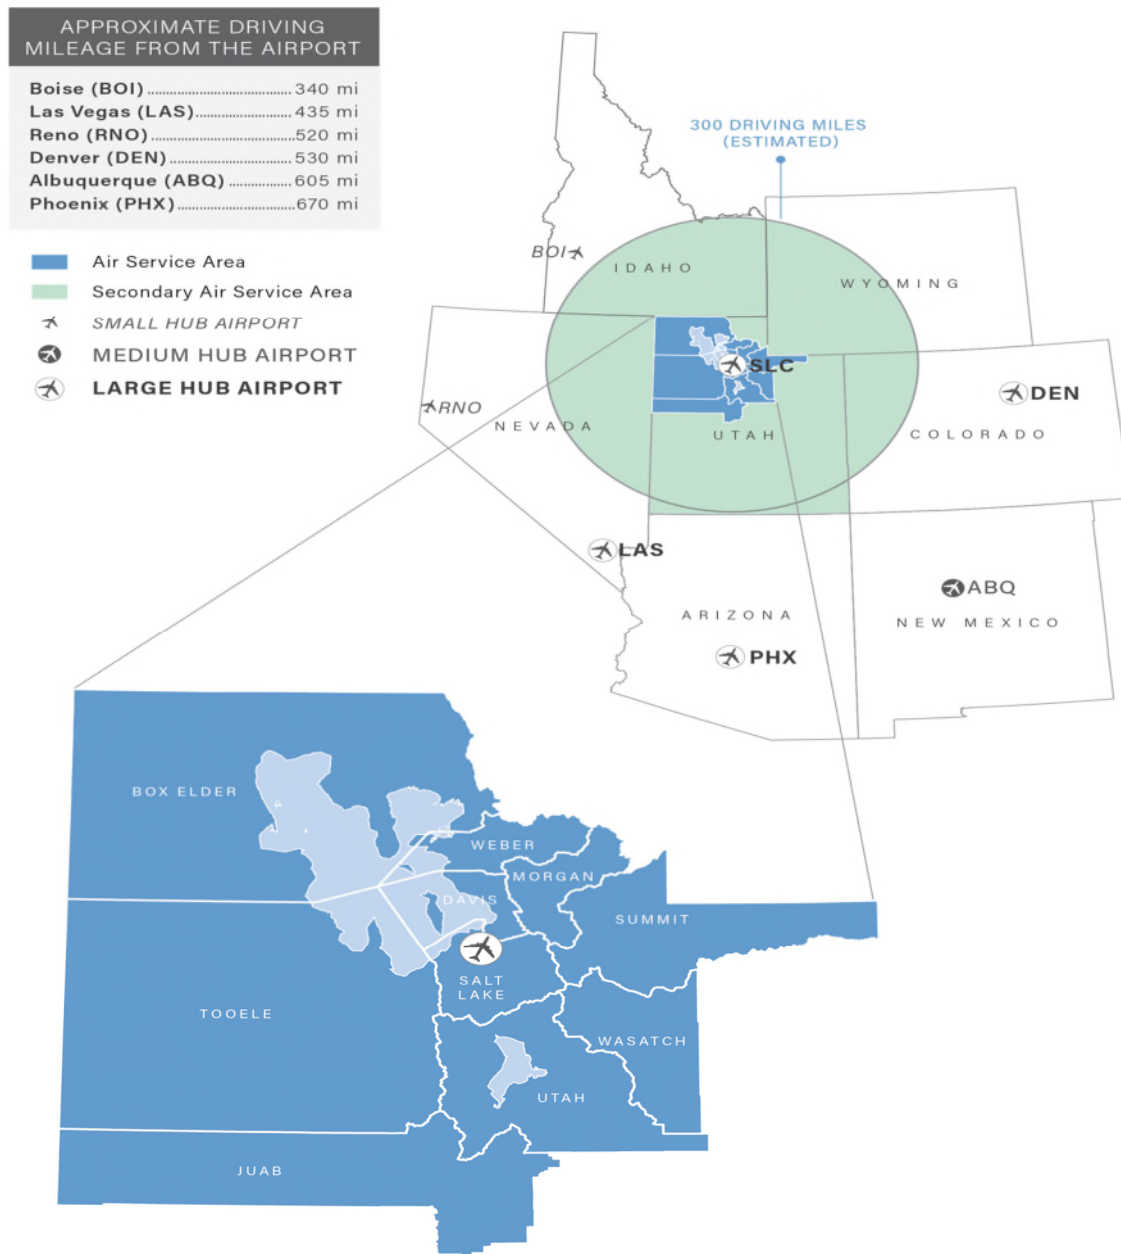 APPROXIMATE DRIVING
MILEAGE FROM THE AIRPORT
Boise (BOI) 340 mi
Las Vegas (LAS) 435 mi
Reno (RNO) 520 mi
Denver (DEN) 530 mi
Albuquerque (ABQ) 605 mi
Phoenix (PHX) 670 mi
Air Service Area
Secondary Air Service Area
SMALL HUB AIRPORT
MEDIUM HUB AIRPORT
LARGE HUB AIRPORT
300 DRIVING MILES
(ESTIMATED)
BOI
IDAHO
WYOMING
SLC
DEN
RNO
NEVADA
UTAH
COLORADO
LAS
ABQ
ARIZONA
NEW MEXICO
PHX
BOX ELDER
WEBER
MORGAN
DAVIS
SUMMIT
SALT
LAKE
TOOELE
WASATCH
UTAH
JUAB